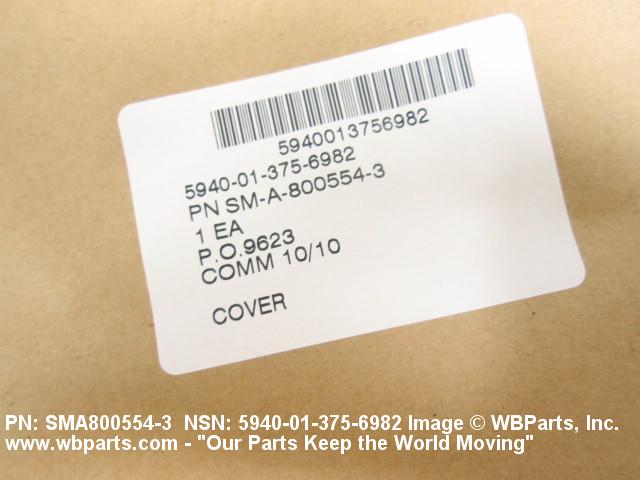 5940013756982
5940-01-375-6982
PN SM-A-800554-3
1 EA
P.O.9623
COMM 10/10
COVER
PN: SMA800554-3  NSN: 5940-01-375-6982 Image © WBParts, Inc.
www.wbparts.com - "Our Parts Keep the World Moving"